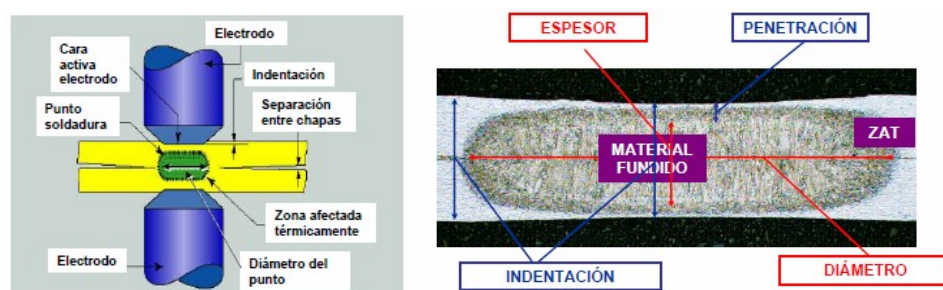 Cara
activa
electrodo
Electrodo
Indentación
Punto
soldadura
Separación
entre chapas
Zona afectada
térmicamente
Electrodo
Diámetro del
punto
ESPESOR
PENETRACIÓN
ZAT
MATERIAL
FUNDIDO
INDENTACIÓN
DIÁMETRO